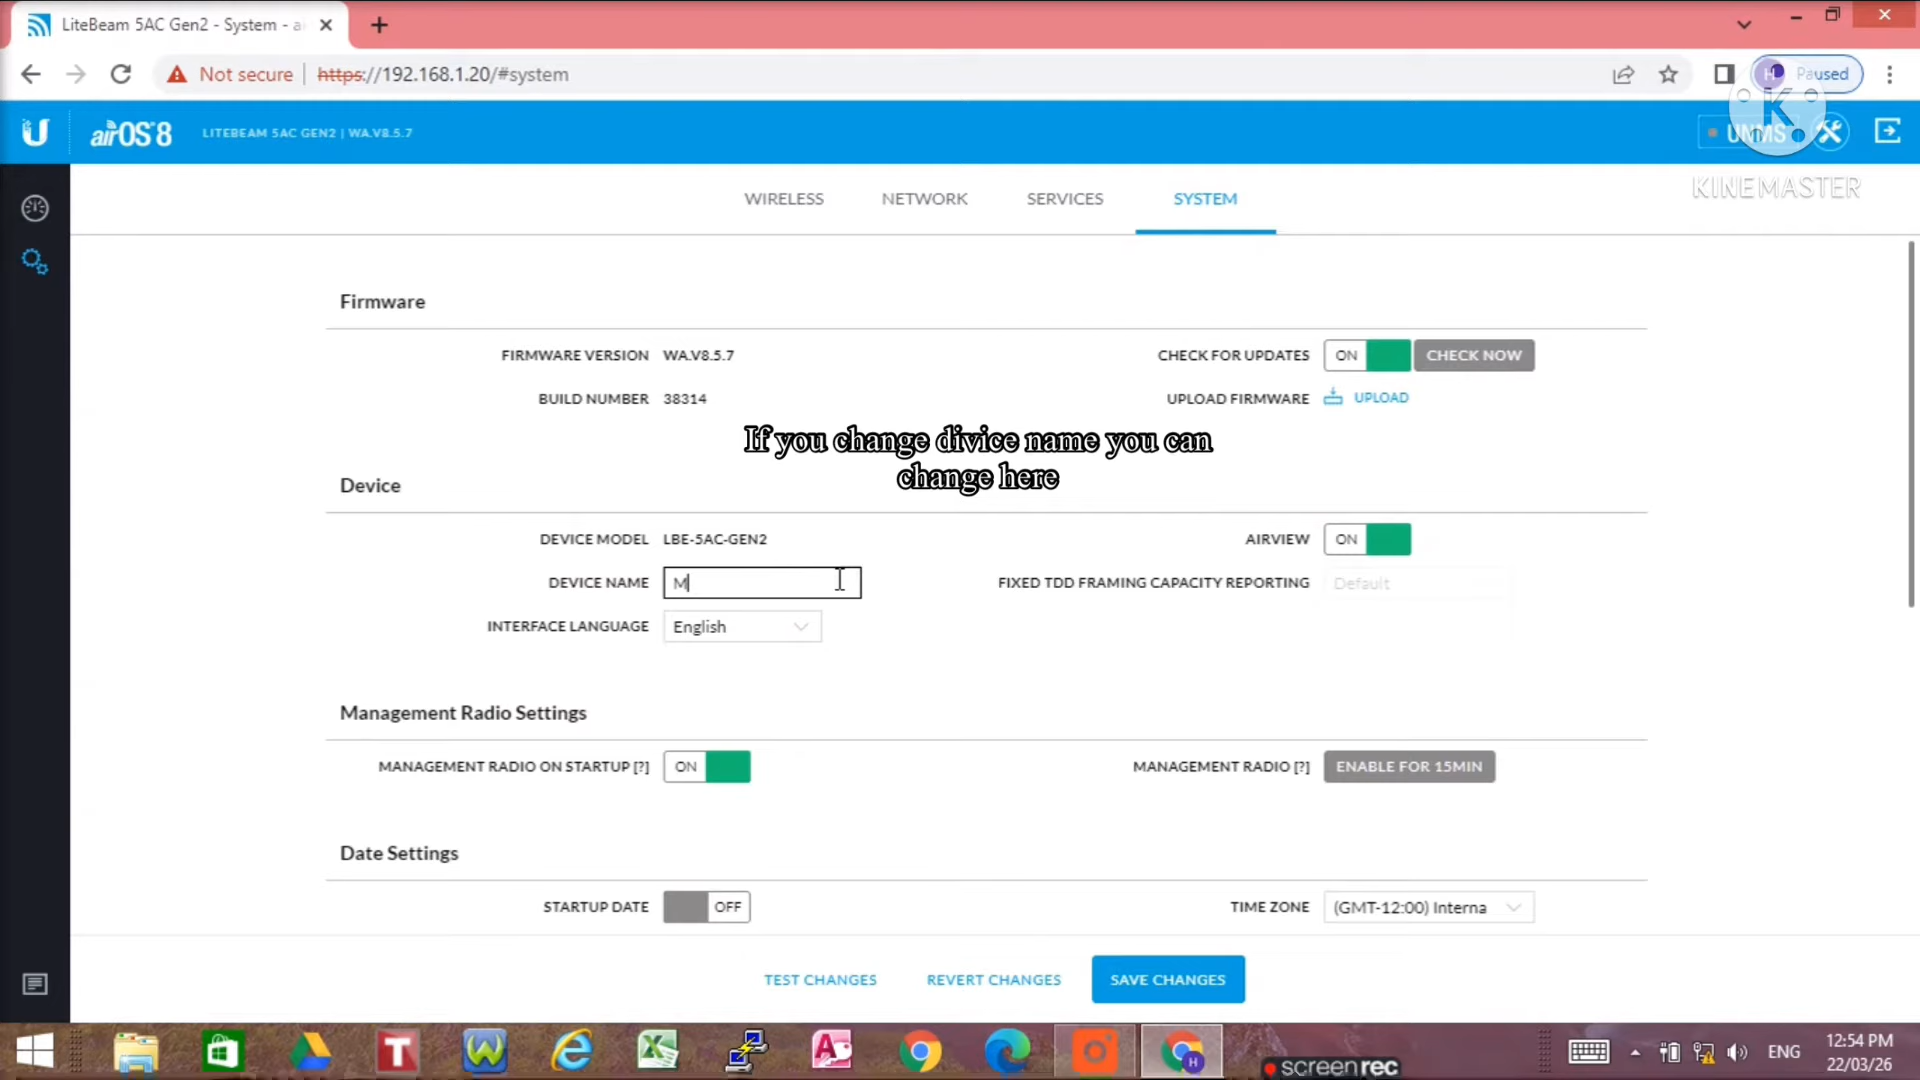 LiteBeam 5AC Gen2 - System - ai
Not secure https://192.168.1.20/#system
H Paused
airOS 8 LITEBEAM 5AC GEN2 | WA.V8.5.7
UNMS
K
KINEMASTER
WIRELESS NETWORK SERVICES SYSTEM
Firmware
FIRMWARE VERSION WA.V8.5.7 CHECK FOR UPDATES ON CHECK NOW
BUILD NUMBER 38314 UPLOAD FIRMWARE UPLOAD
If you change divice name you can
change here
Device
DEVICE MODEL LBE-5AC-GEN2 AIRVIEW ON
DEVICE NAME M FIXED TDD FRAMING CAPACITY REPORTING Default
INTERFACE LANGUAGE English
Management Radio Settings
MANAGEMENT RADIO ON STARTUP [?] ON MANAGEMENT RADIO [?] ENABLE FOR 15MIN
Date Settings
STARTUP DATE OFF TIME ZONE (GMT-12:00) Interna
TEST CHANGES REVERT CHANGES SAVE CHANGES
screenrec
ENG
12:54 PM
22/03/26